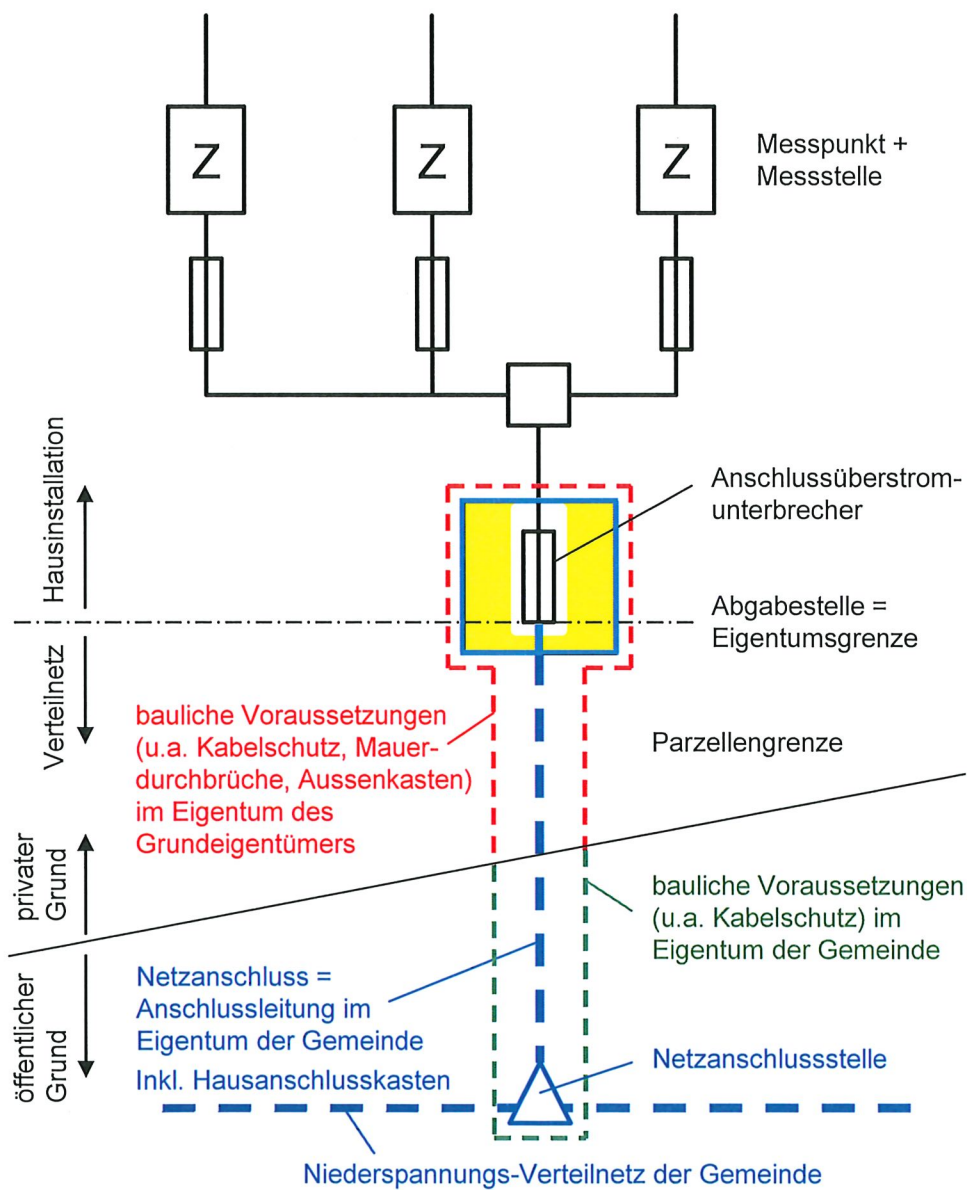 Z
Z
Z
Messpunkt +
Messstelle
Hausinstallation
Anschlussüberstrom-
unterbrecher
Abgabestelle =
Eigentumsgrenze
Verteilnetz
bauliche Voraussetzungen
(u.a. Kabelschutz, Mauer-
durchbrüche, Aussenkasten)
im Eigentum des
Grundeigentümers
Parzellengrenze
privater
Grund
bauliche Voraussetzungen
(u.a. Kabelschutz) im
Eigentum der Gemeinde
öffentlicher
Grund
Netzanschluss =
Anschlussleitung im
Eigentum der Gemeinde
Inkl. Hausanschlusskasten
Netzanschlussstelle
Niederspannungs-Verteilnetz der Gemeinde